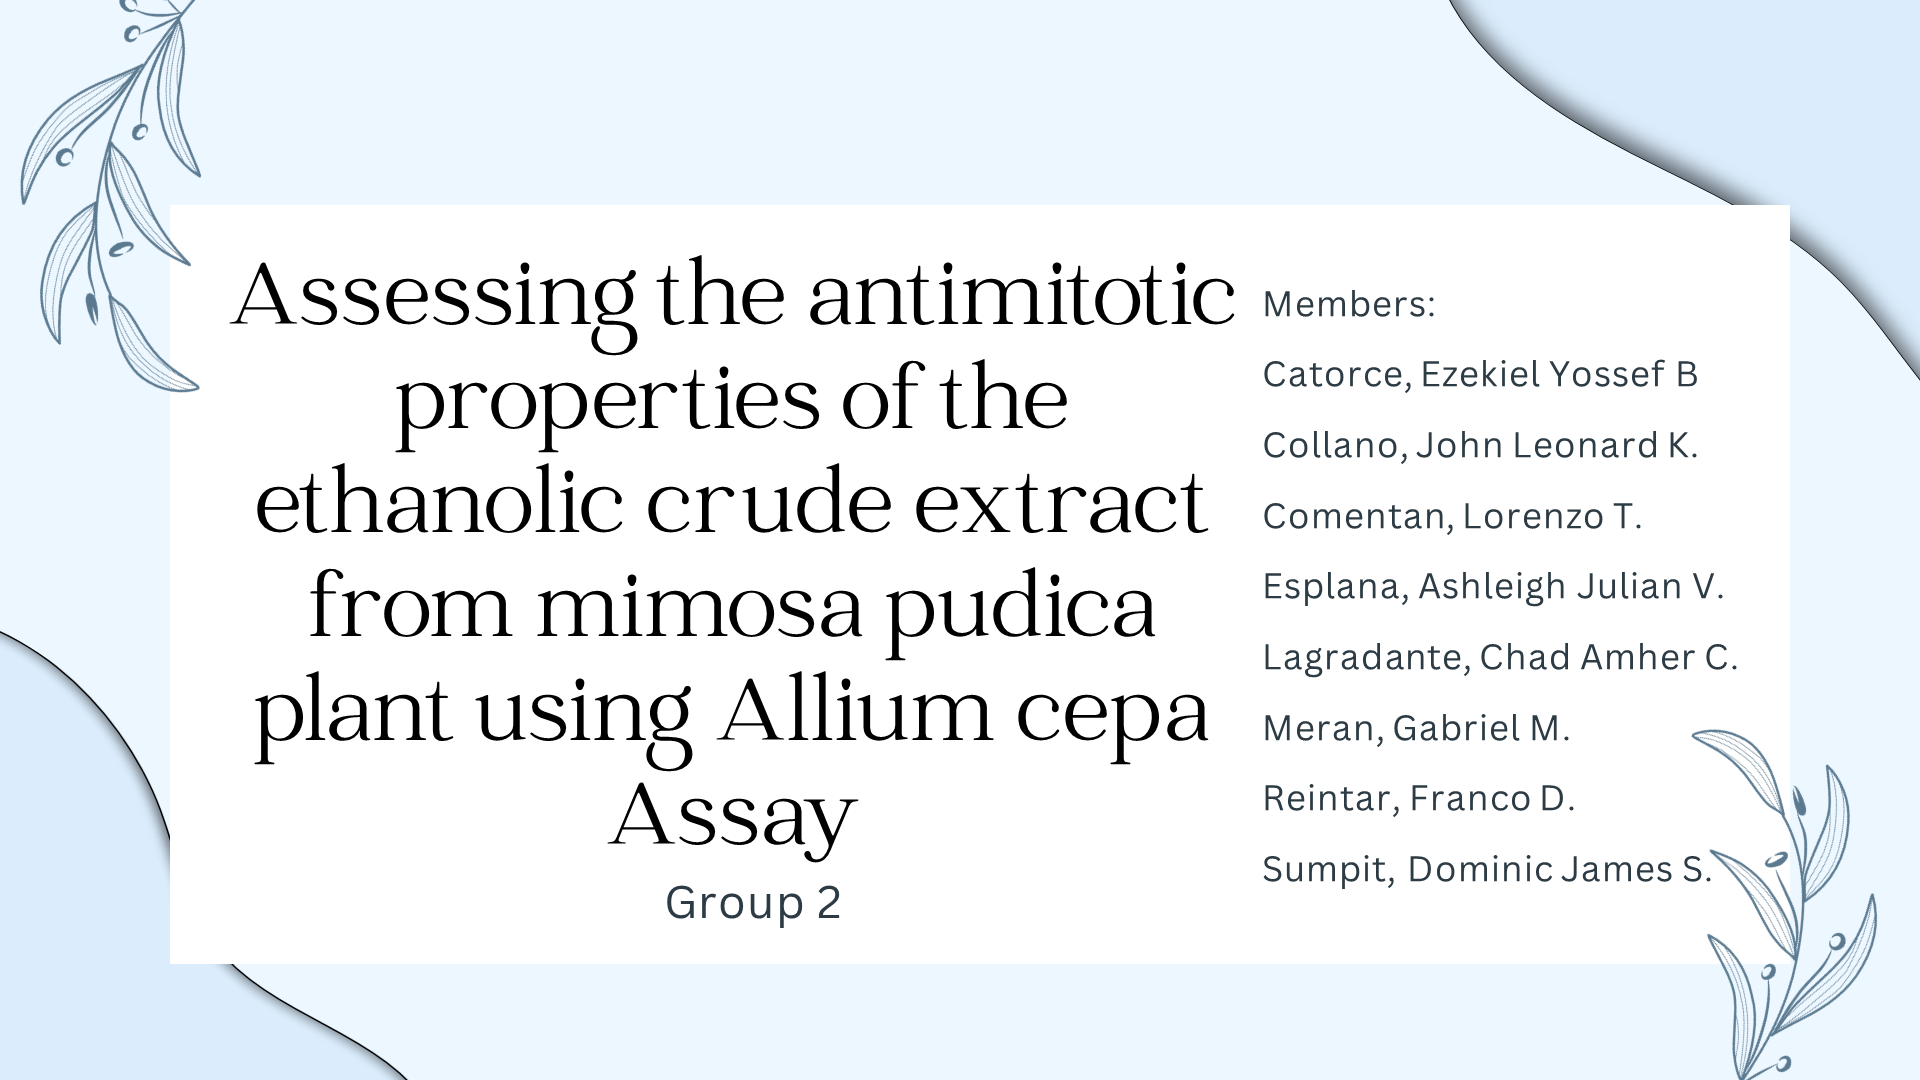 Assessing the antimitotic
properties of the
ethanolic crude extract
from mimosa pudica
plant using Allium cepa
Assay
Group 2
Members:
Catorce, Ezekiel Yossef B
Collano, John Leonard K.
Comentan, Lorenzo T.
Esplana, Ashleigh Julian V.
Lagradante, Chad Amher C.
Meran, Gabriel M.
Reintar, Franco D.
Sumpit, Dominic James S.